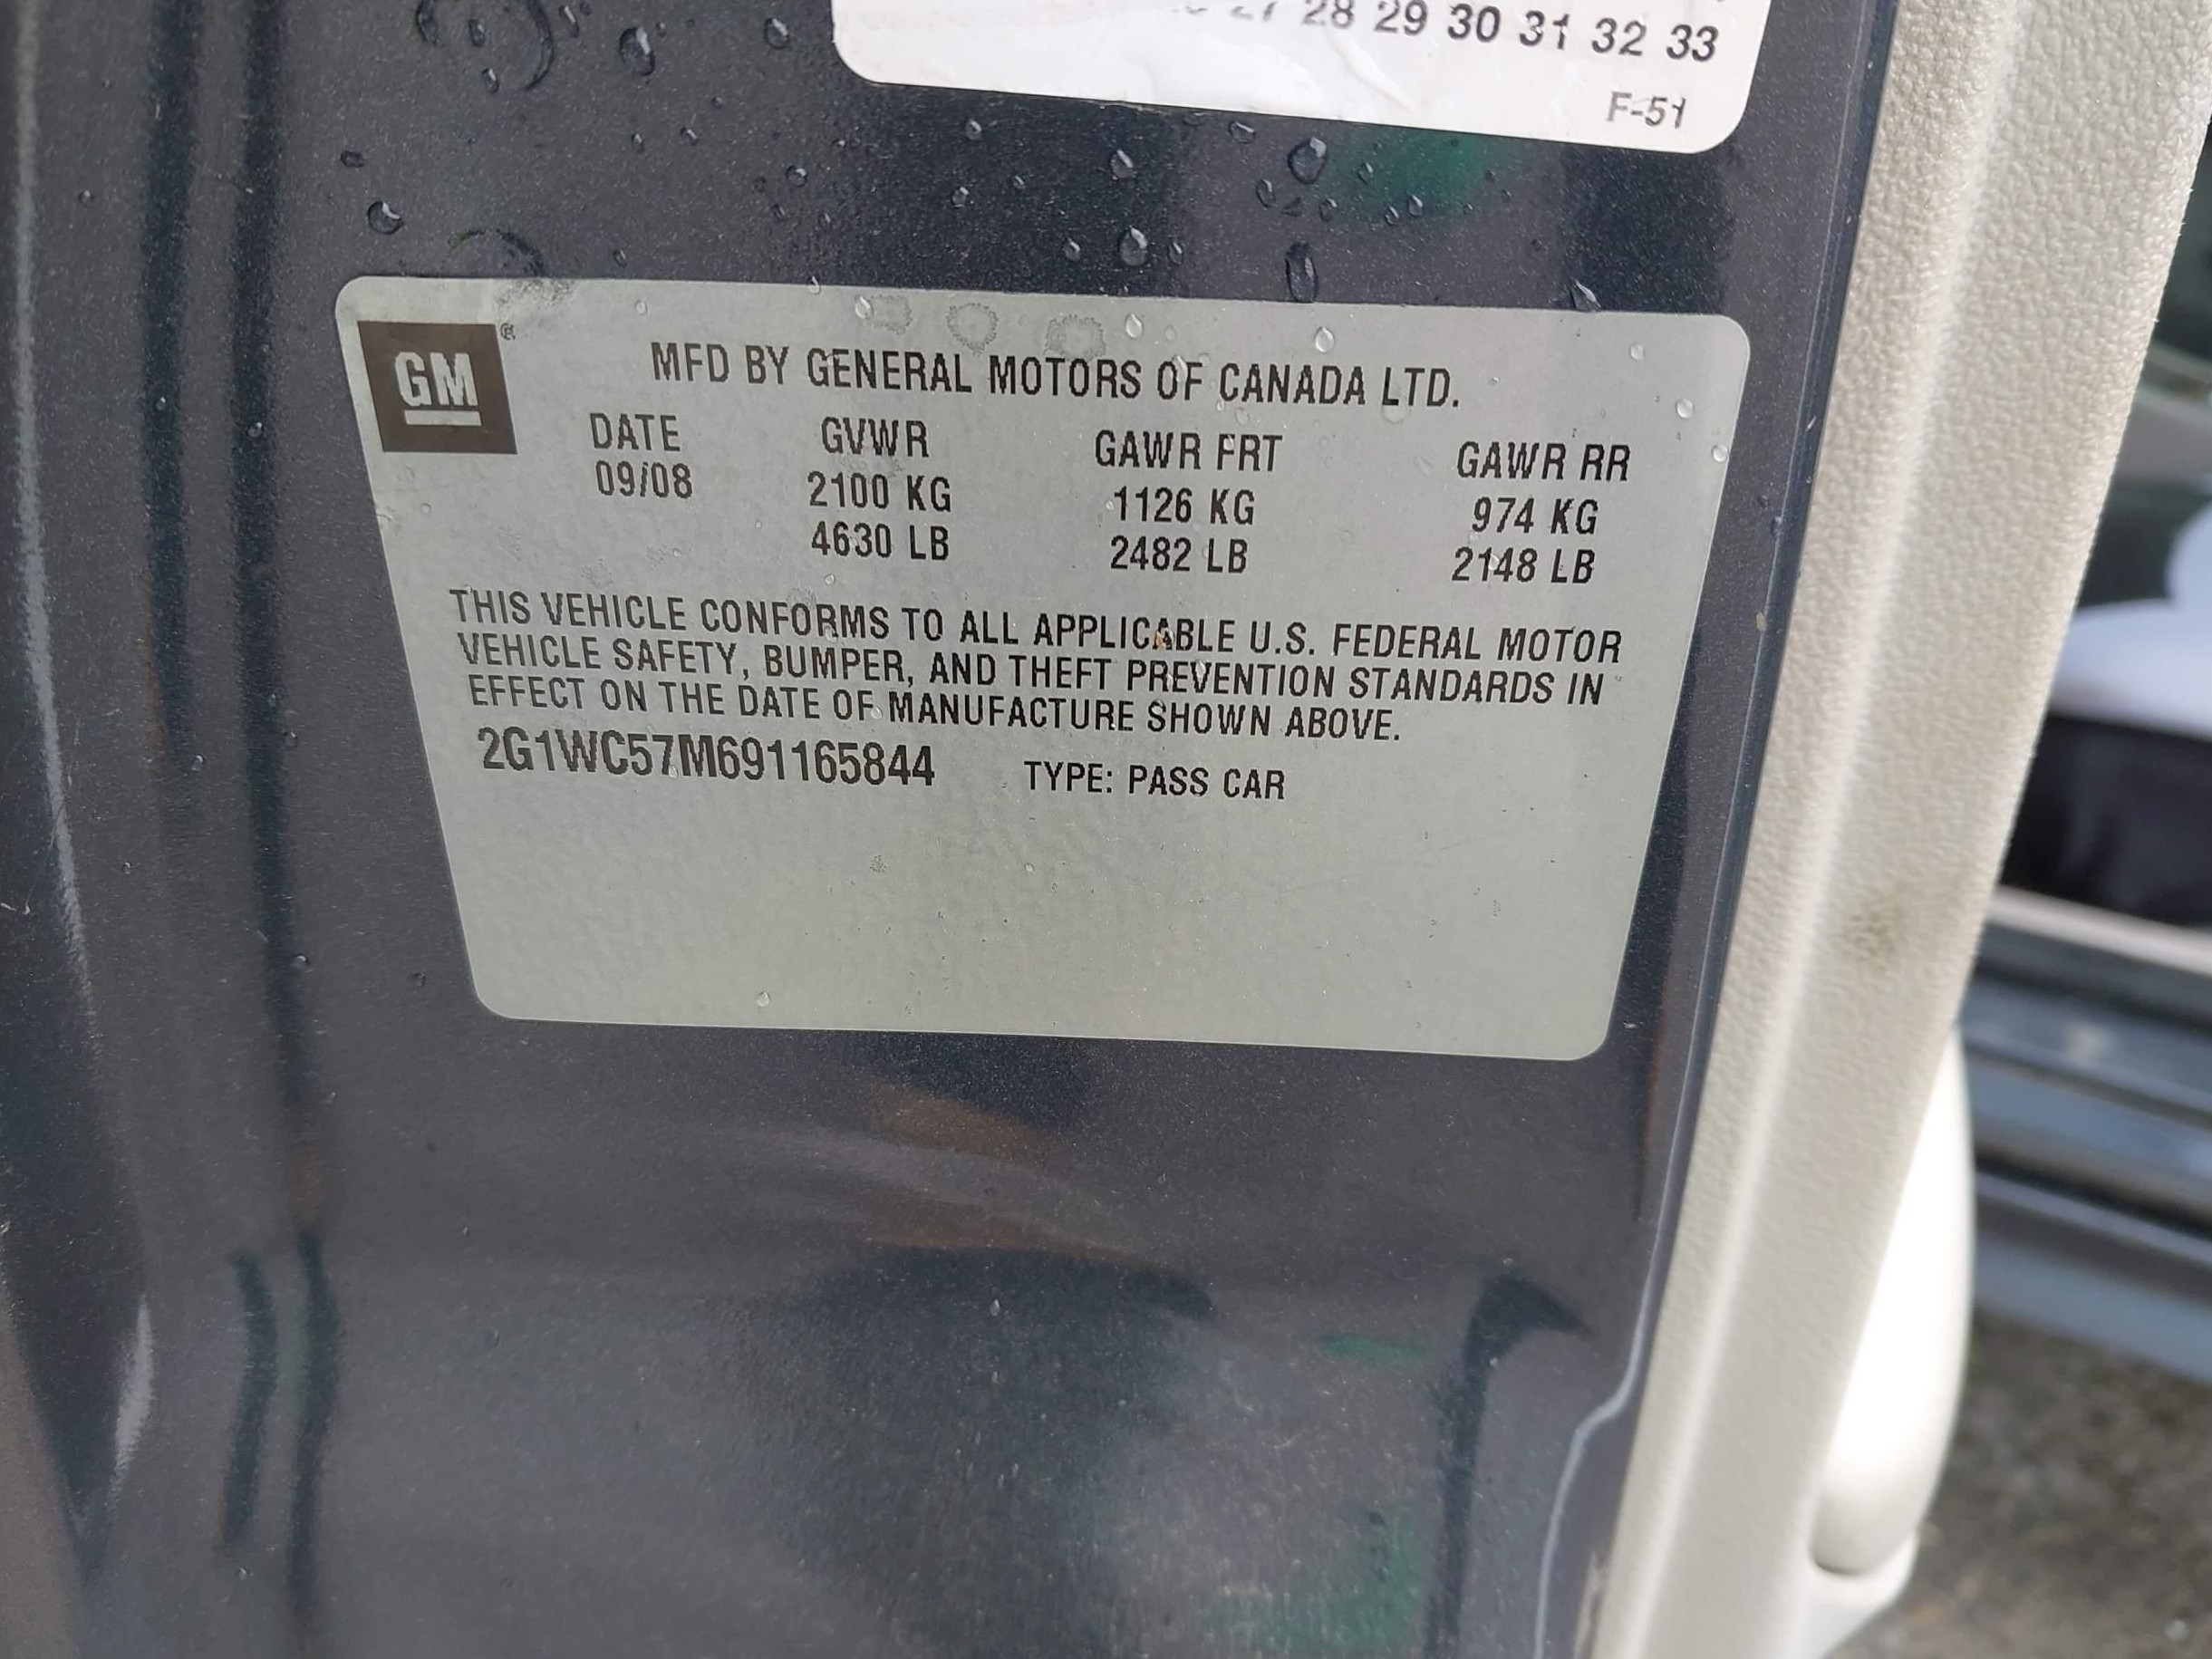 28 29 30 31 32 33
F-51
GM ®
MFD BY GENERAL MOTORS OF CANADA LTD.
DATE GVWR GAWR FRT GAWR RR
09/08 2100 KG 1126 KG 974 KG
4630 LB 2482 LB 2148 LB
THIS VEHICLE CONFORMS TO ALL APPLICABLE U.S. FEDERAL MOTOR
VEHICLE SAFETY, BUMPER, AND THEFT PREVENTION STANDARDS IN
EFFECT ON THE DATE OF MANUFACTURE SHOWN ABOVE.
2G1WC57M691165844 TYPE: PASS CAR